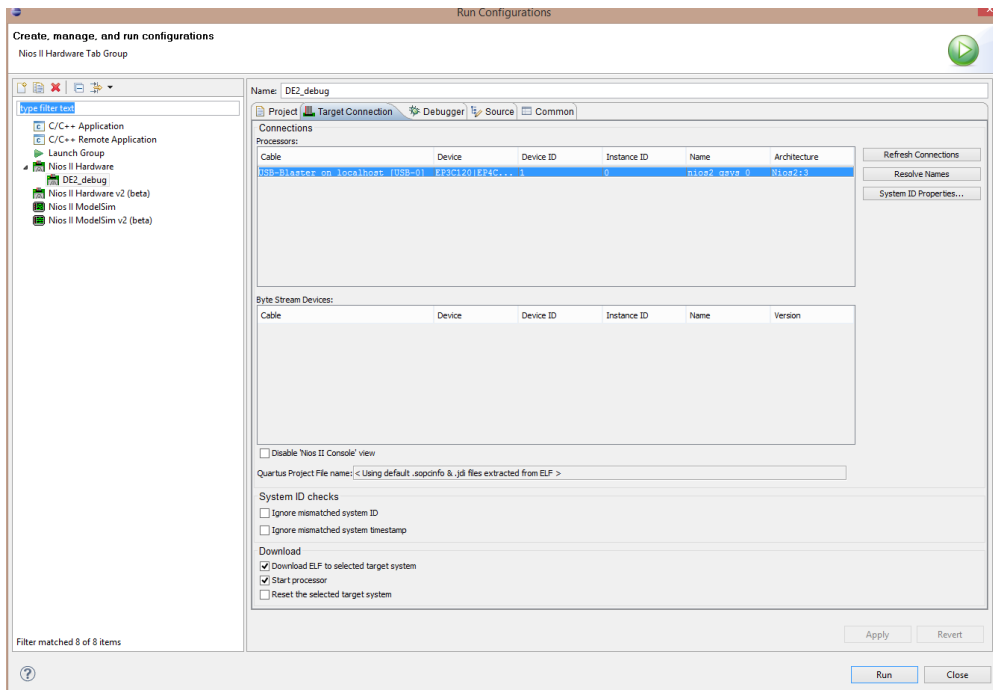 Run Configurations
Create, manage, and run configurations
Nios II Hardware Tab Group
type filter text
C/C++ Application
C/C++ Remote Application
Launch Group
Nios II Hardware
DE2_debug
Nios II Hardware v2 (beta)
Nios II ModelSim
Nios II ModelSim v2 (beta)
Filter matched 8 of 8 items
Name: DE2_debug
Project Target Connection Debugger Source Common
Connections
Processors:
Cable Device Device ID Instance ID Name Architecture
USB-Blaster on localhost [USB-0] EP3C120|EP4C... 1 0 nios2_qsys_0 Nios2:3
Refresh Connections
Resolve Names
System ID Properties...
Byte Stream Devices:
Cable Device Device ID Instance ID Name Version
Disable 'Nios II Console' view
Quartus Project File name: < Using default .sopcinfo & .jdi files extracted from ELF >
System ID checks
Ignore mismatched system ID
Ignore mismatched system timestamp
Download
Download ELF to selected target system
Start processor
Reset the selected target system
Apply Revert
Run Close